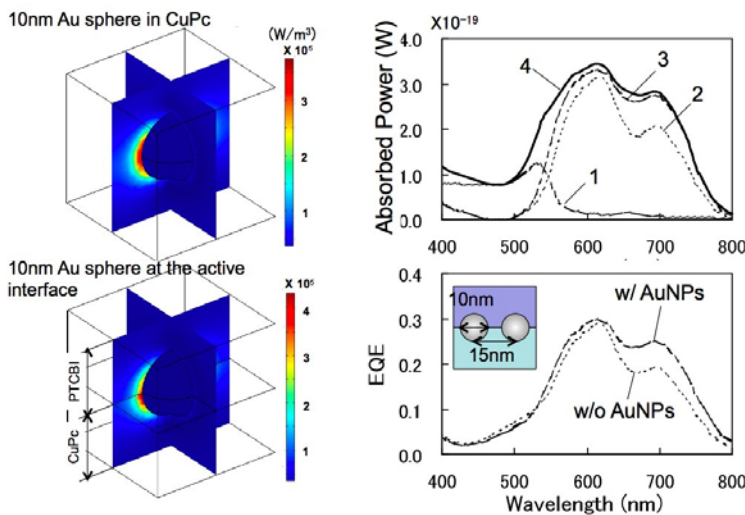 10nm Au sphere in CuPc
(W/m³)
X 10⁵
3
2
1
10nm Au sphere at the active
interface
X 10⁵
4
3
2
1
PTCBI
CuPc
X10⁻¹⁹
4.0
3.0
2.0
1.0
0.0
Absorbed Power (W)
4
3
2
1
400 500 600 700 800
0.4
0.3
0.2
0.1
0.0
EQE
10nm
15nm
w/ AuNPs
w/o AuNPs
400 500 600 700 800
Wavelength (nm)